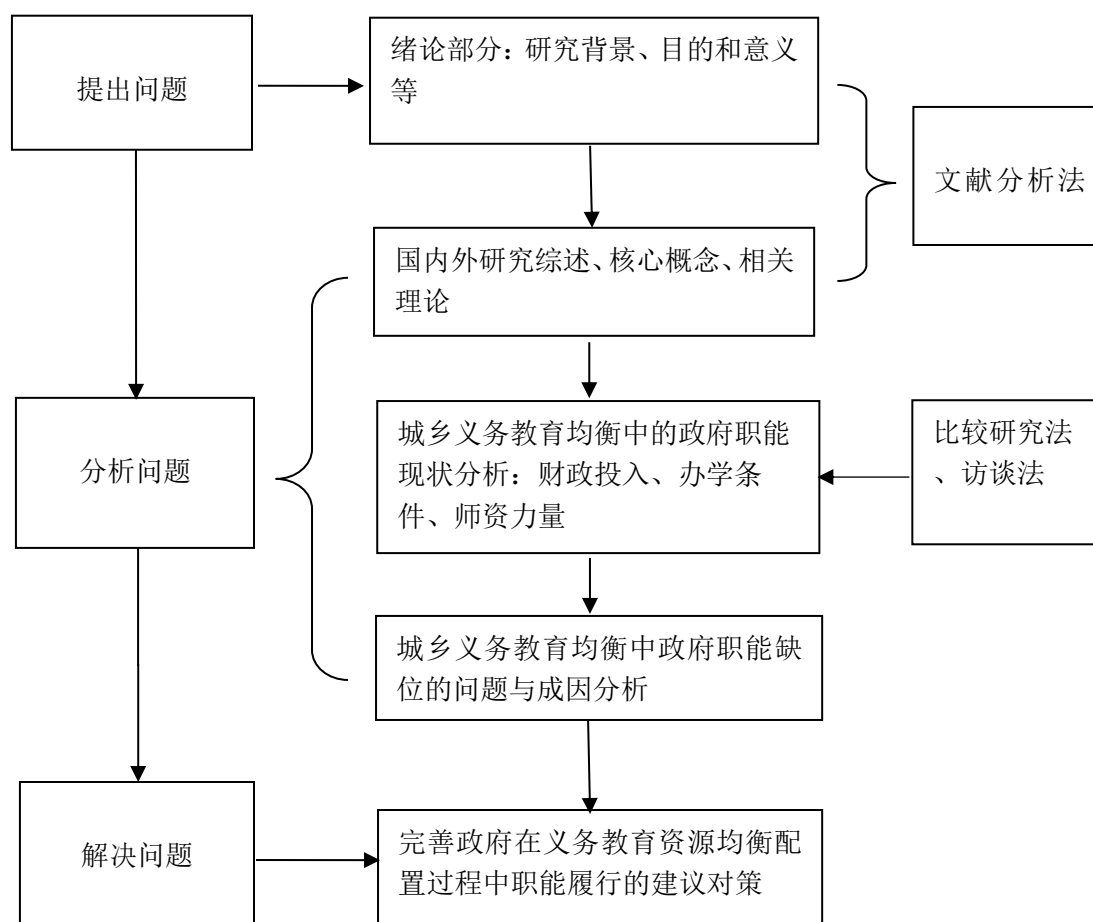 提出问题
绪论部分：研究背景、目的和意义
等
文献分析法
国内外研究综述、核心概念、相关
理论
分析问题
城乡义务教育均衡中的政府职能
现状分析：财政投入、办学条
件、师资力量
比较研究法
、访谈法
城乡义务教育均衡中政府职能缺
位的问题与成因分析
解决问题
完善政府在义务教育资源均衡配
置过程中职能履行的建议对策